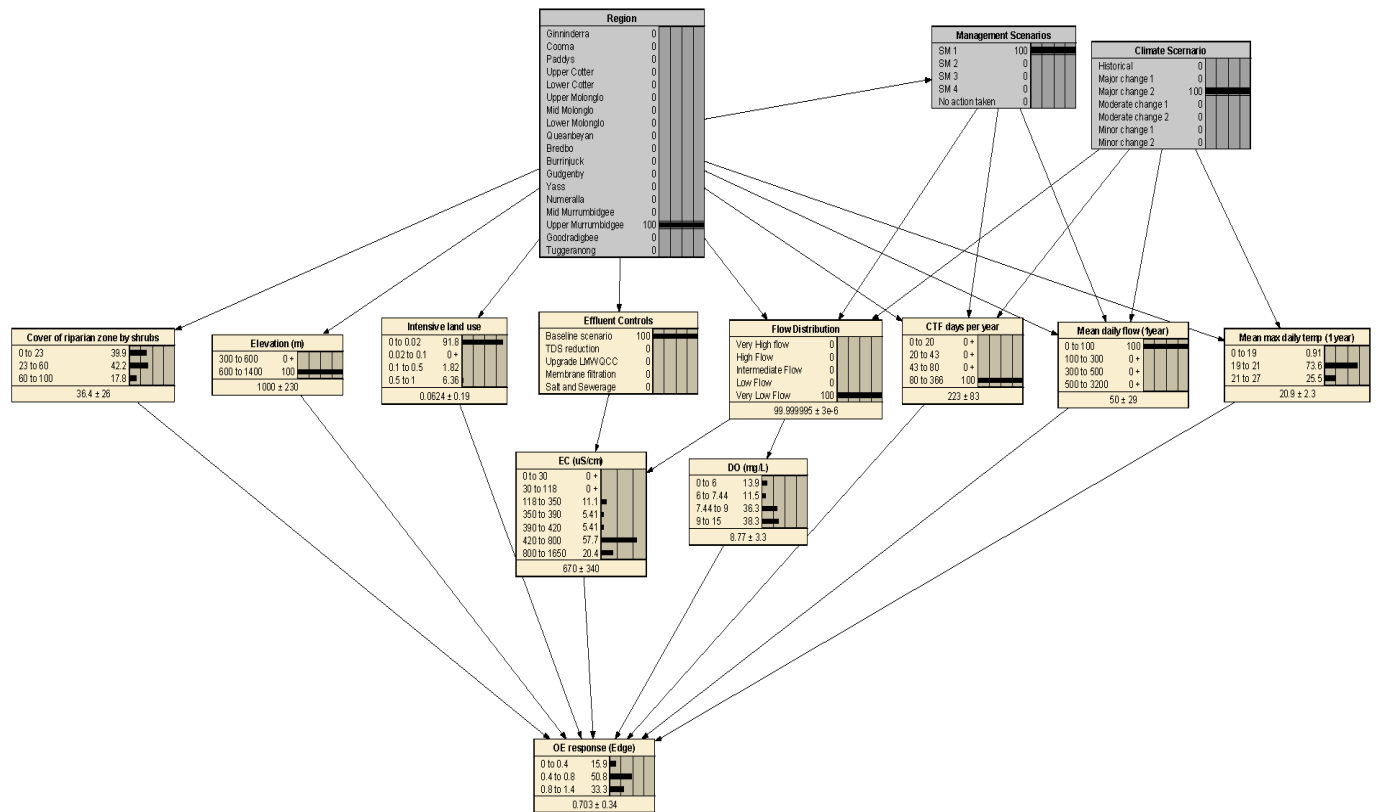 Region
Ginninderra 0
Cooma 0
Paddys 0
Upper Cotter 0
Lower Cotter 0
Upper Molonglo 0
Mid Molonglo 0
Lower Molonglo 0
Queanbeyan 0
Bredbo 0
Burrinjuck 0
Gudgenby 0
Yass 0
Numeralla 0
Mid Murrumbidgee 0
Upper Murrumbidgee 100
Goodradigbee 0
Tuggeranong 0
Management Scenarios
SM 1 100
SM 2 0
SM 3 0
SM 4 0
No action taken 0
Climate Scernario
Historical 0
Major change 1 0
Major change 2 100
Moderate change 1 0
Moderate change 2 0
Minor change 1 0
Minor change 2 0
Cover of riparian zone by shrubs
0 to 23 39.9
23 to 60 42.2
60 to 100 17.8
36.4 ± 26
Elevation (m)
300 to 600 0 +
600 to 1400 100
1000 ± 230
Intensive land use
0 to 0.02 91.8
0.02 to 0.1 0 +
0.1 to 0.5 1.82
0.5 to 1 6.36
0.0624 ± 0.19
Effluent Controls
Baseline scenario 100
TDS reduction 0
Upgrade LMWQCC 0
Membrane filtration 0
Salt and Sewerage 0
Flow Distribution
Very High flow 0
High Flow 0
Intermediate Flow 0
Low Flow 0
Very Low Flow 100
99.999995 ± 3e-6
CTF days per year
0 to 20 0 +
20 to 43 0 +
43 to 80 0 +
80 to 366 100
223 ± 83
Mean daily flow (1year)
0 to 100 100
100 to 300 0 +
300 to 500 0 +
500 to 3200 0 +
50 ± 29
Mean max daily temp (1year)
0 to 19 0.91
19 to 21 73.6
21 to 27 25.5
20.9 ± 2.3
EC (uS/cm)
0 to 30 0 +
30 to 118 0 +
118 to 350 11.1
350 to 390 5.41
390 to 420 5.41
420 to 800 57.7
800 to 1650 20.4
670 ± 340
DO (mg/L)
0 to 6 13.9
6 to 7.44 11.5
7.44 to 9 36.3
9 to 15 38.3
8.77 ± 3.3
OE response (Edge)
0 to 0.4 15.9
0.4 to 0.8 50.8
0.8 to 1.4 33.3
0.703 ± 0.34